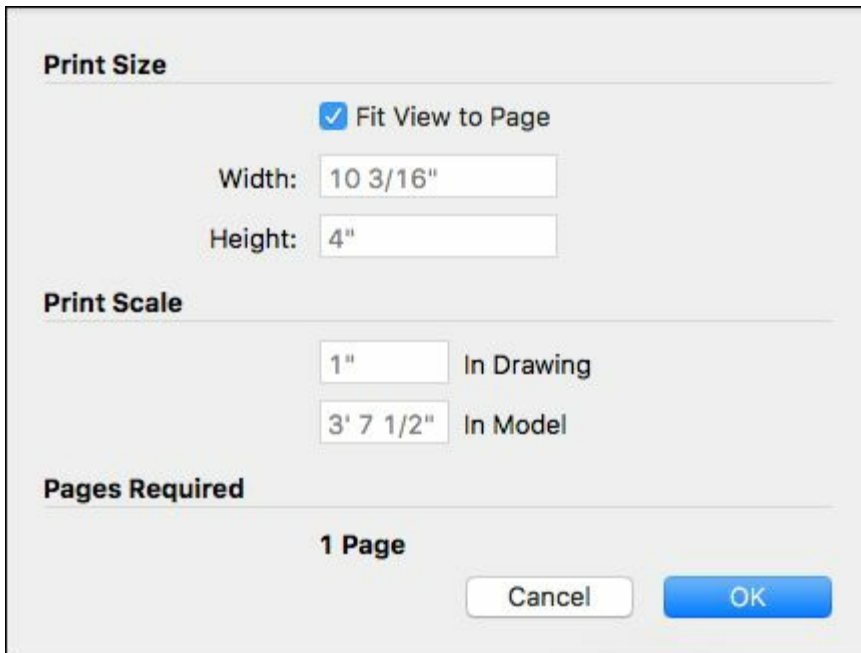 Print Size
Fit View to Page
Width: 10 3/16"
Height: 4"
Print Scale
1" In Drawing
3' 7 1/2" In Model
Pages Required
1 Page
Cancel OK